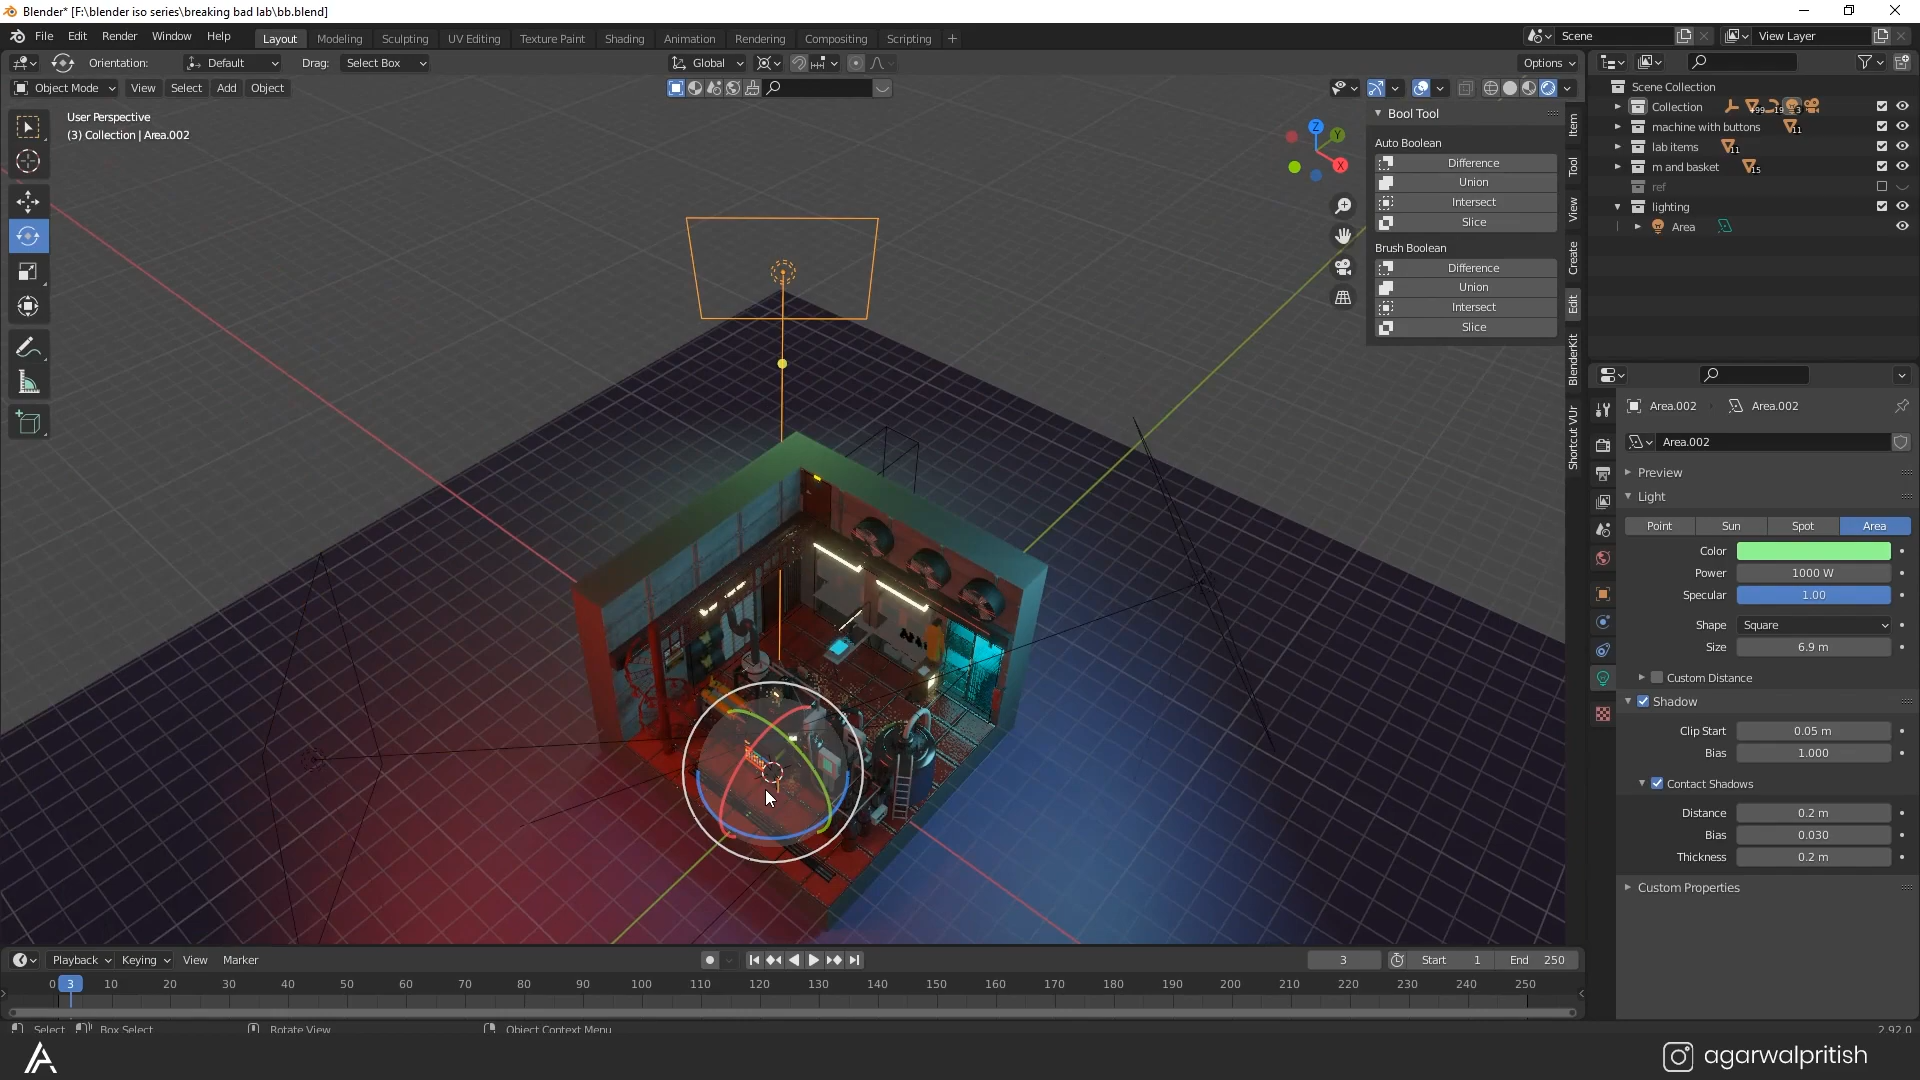 Blender* [F:\blender iso series\breaking bad lab\bb.blend]
File Edit Render Window Help
Layout Modeling Sculpting UV Editing Texture Paint Shading Animation Rendering Compositing Scripting +
Scene View Layer
Orientation: Default Drag: Select Box Global Options
Object Mode View Select Add Object
User Perspective
(3) Collection | Area.002
Z
Y
X
Bool Tool
Auto Boolean
Difference
Union
Intersect
Slice
Brush Boolean
Difference
Union
Intersect
Slice
Item
Tool
View
Create
Edit
BlenderKit
Shortcut VUr
Scene Collection
Collection +99 19 3
machine with buttons 11
lab items 11
m and basket 15
ref
lighting
Area
Area.002 Area.002
Area.002
Preview
Light
Point Sun Spot Area
Color
Power 1000 W
Specular 1.00
Shape Square
Size 6.9 m
Custom Distance
Shadow
Clip Start 0.05 m
Bias 1.000
Contact Shadows
Distance 0.2 m
Bias 0.030
Thickness 0.2 m
Custom Properties
Playback Keying View Marker
3 Start 1 End 250
0 3 10 20 30 40 50 60 70 80 90 100 110 120 130 140 150 160 170 180 190 200 210 220 230 240 250
Select Box Select Rotate View Object Context Menu
2.92.0
agarwalpritish